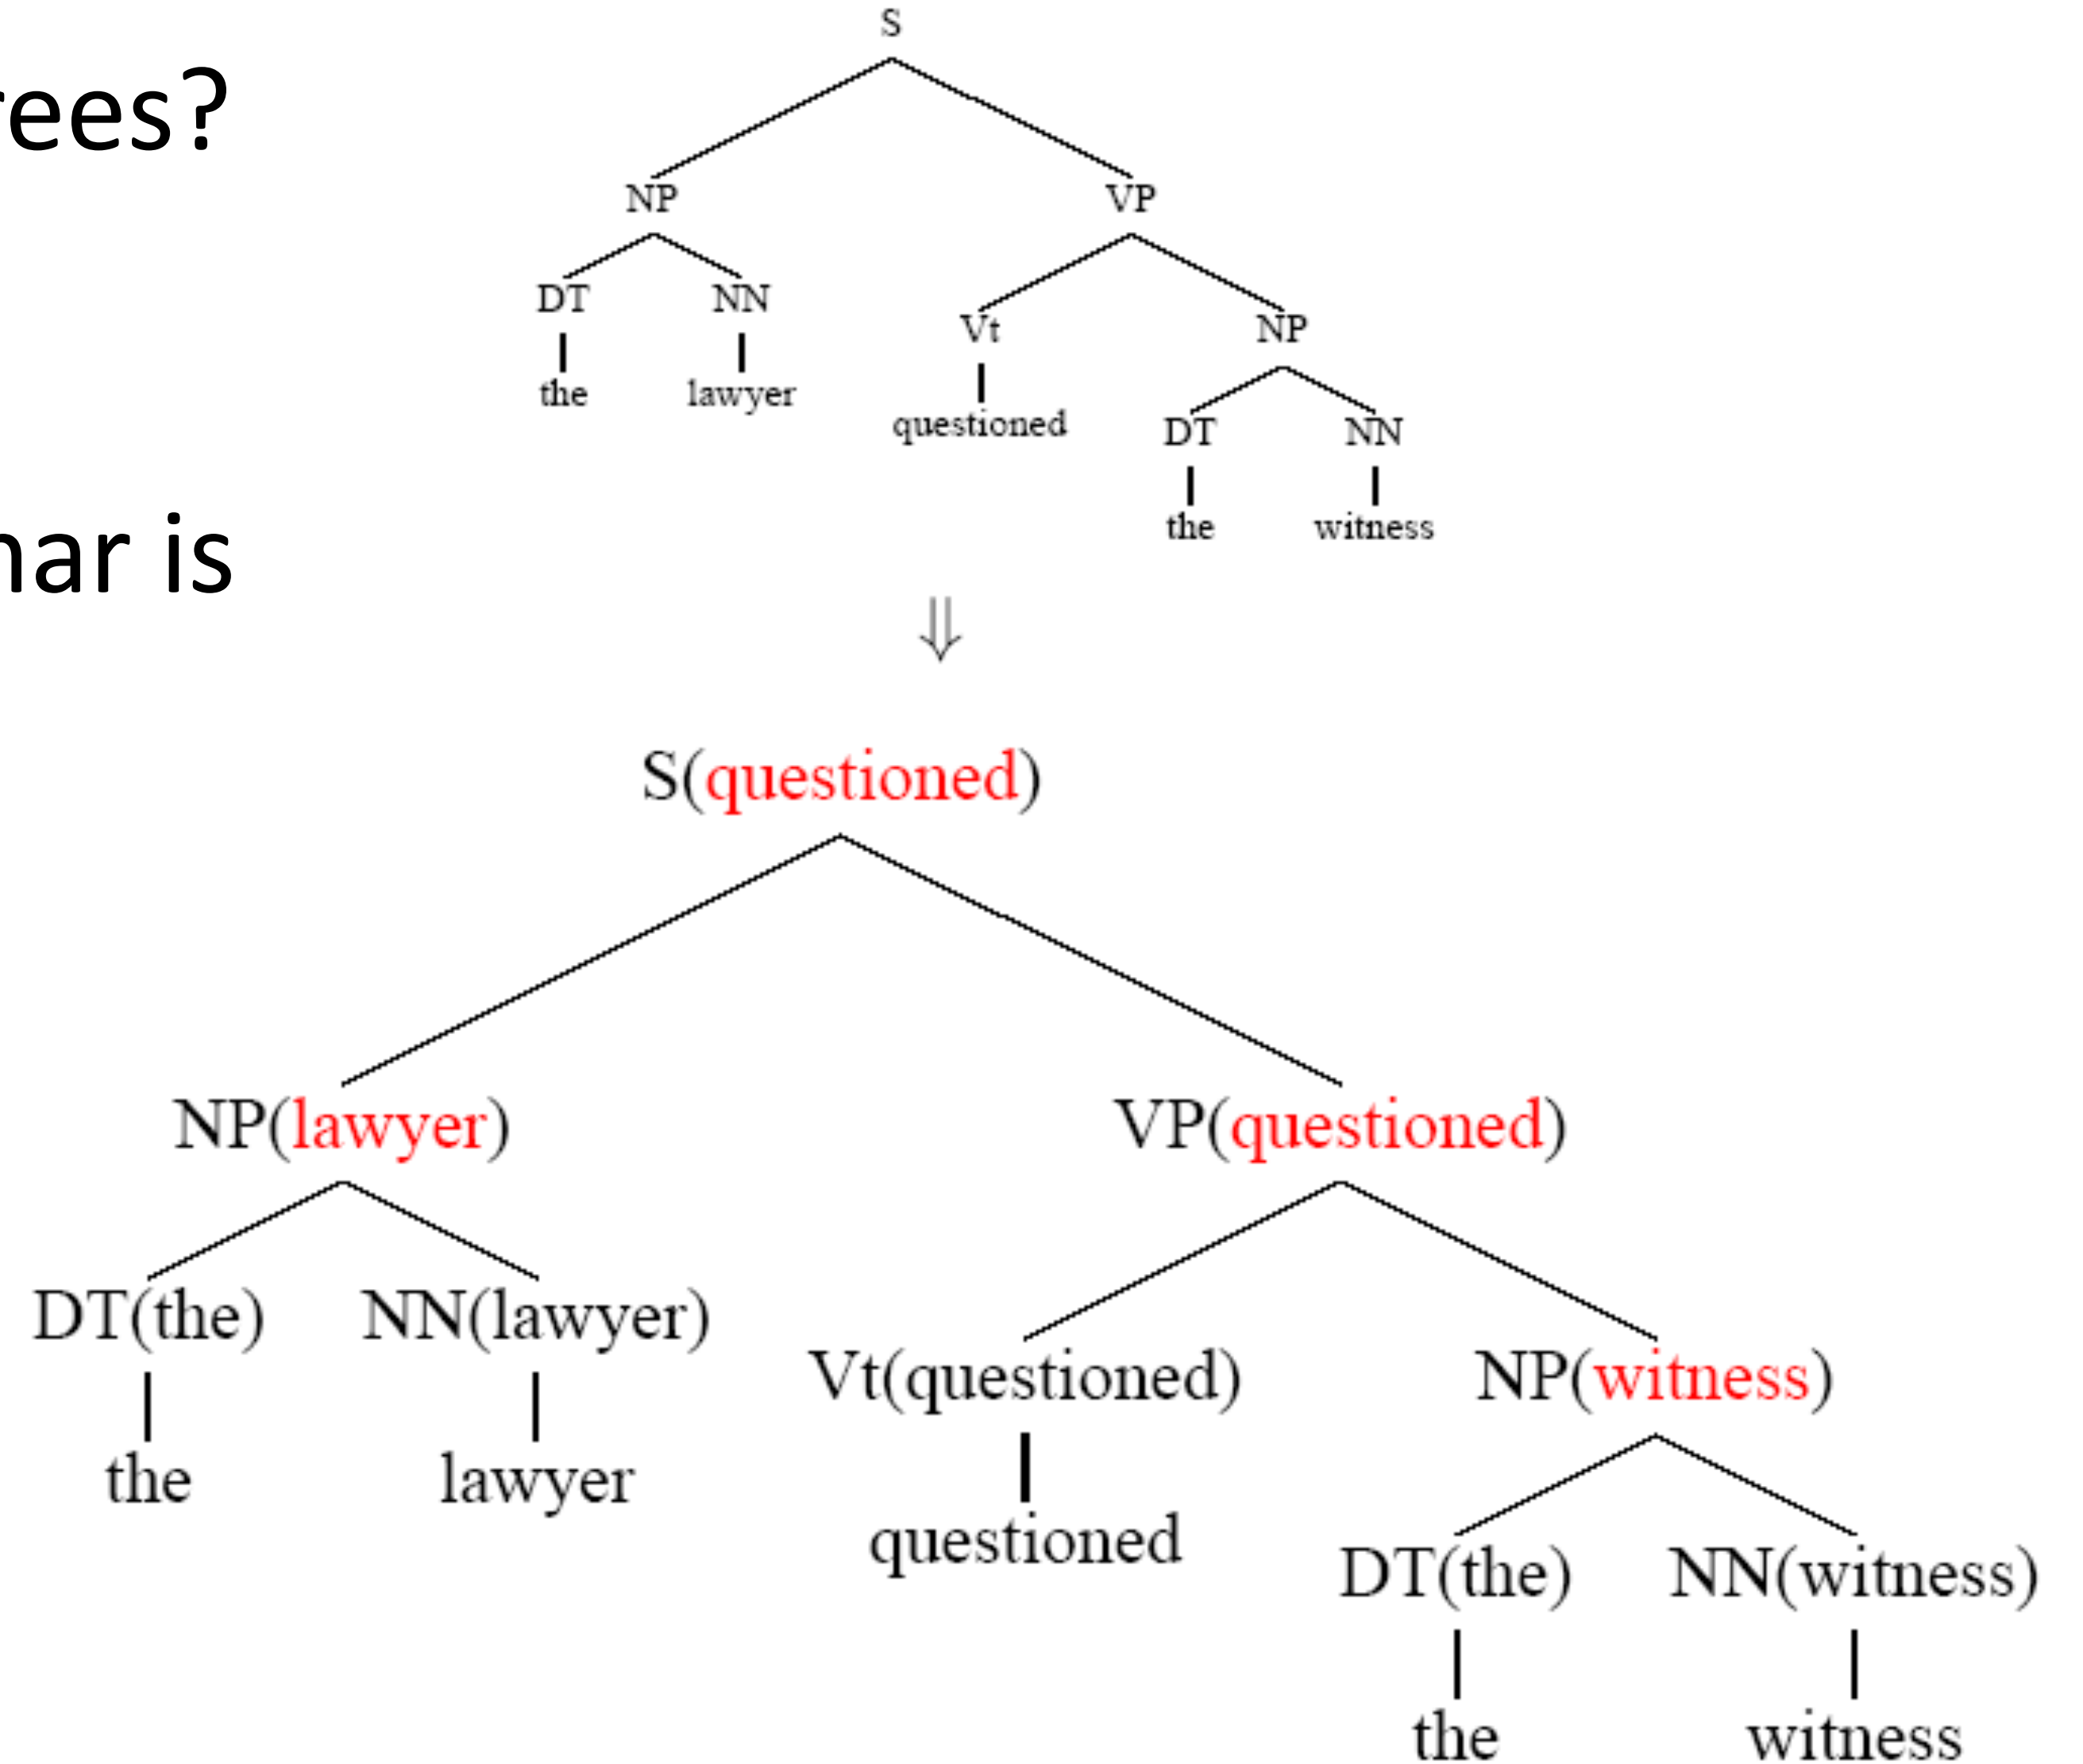 S
rees?
NP VP
DT NN
Vt NP
the lawyer
questioned
DT NN
the witness
nar is
⇓
S(questioned)
NP(lawyer) VP(questioned)
DT(the) NN(lawyer)
Vt(questioned) NP(witness)
the lawyer
questioned
DT(the) NN(witness)
the witness